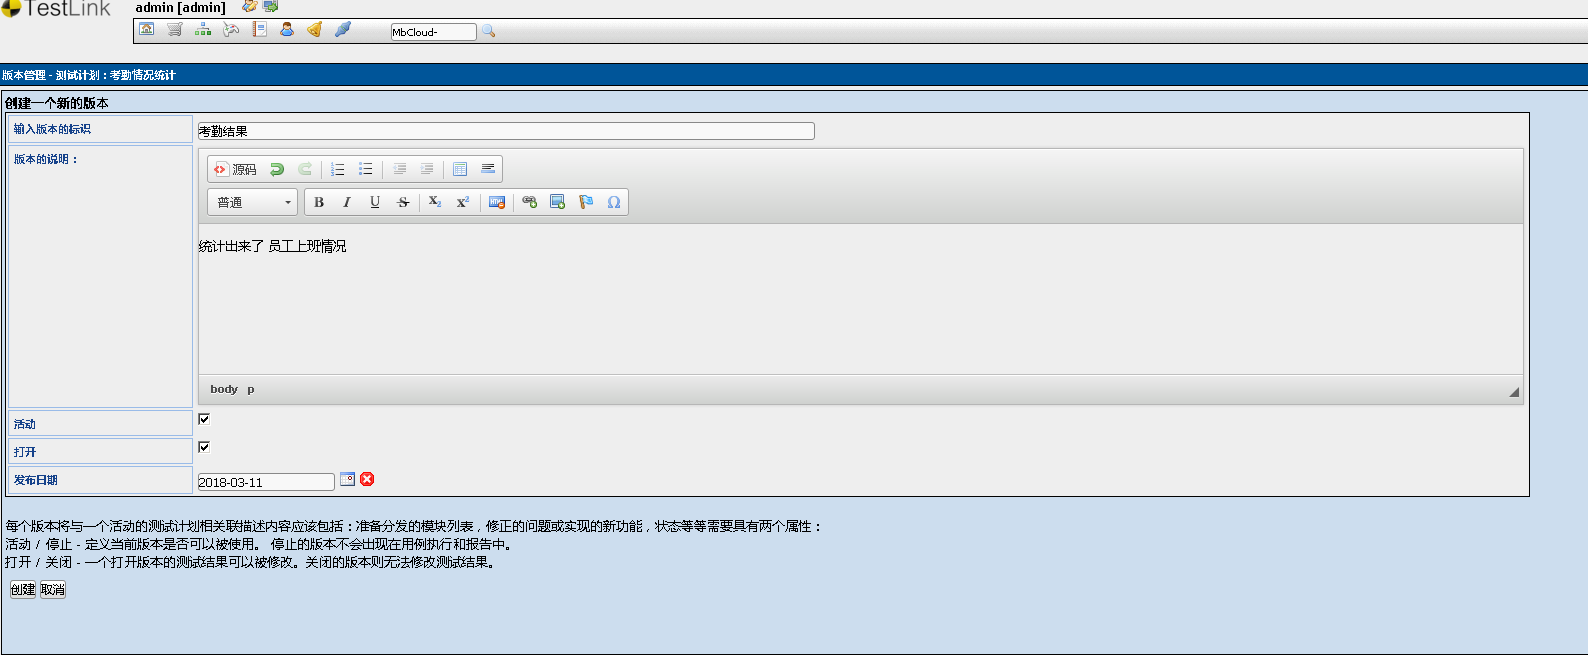 TestLink
admin [admin]
MbCloud-
版本管理 - 测试计划：考勤情况统计
创建一个新的版本
输入版本的标识
考勤结果
版本的说明：
源码
普通
B I U S X₂ X² HTML Ω
统计出来了 员工上班情况
body p
活动
打开
发布日期
2018-03-11
每个版本将与一个活动的测试计划相关联描述内容应该包括：准备分发的模块列表，修正的问题或实现的新功能，状态等等需要具有两个属性：
活动 / 停止 - 定义当前版本是否可以被使用。 停止的版本不会出现在用例执行和报告中。
打开 / 关闭 - 一个打开版本的测试结果可以被修改。关闭的版本则无法修改测试结果。
创建 取消